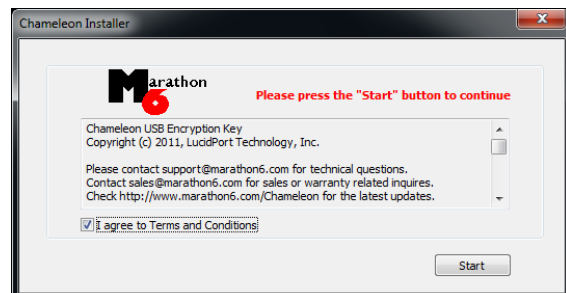 Chameleon Installer
Marathon
6
Please press the "Start" button to continue
Chameleon USB Encryption Key
Copyright (c) 2011, LucidPort Technology, Inc.
Please contact support@marathon6.com for technical questions.
Contact sales@marathon6.com for sales or warranty related inquires.
Check http://www.marathon6.com/Chameleon for the latest updates.
I agree to Terms and Conditions
Start